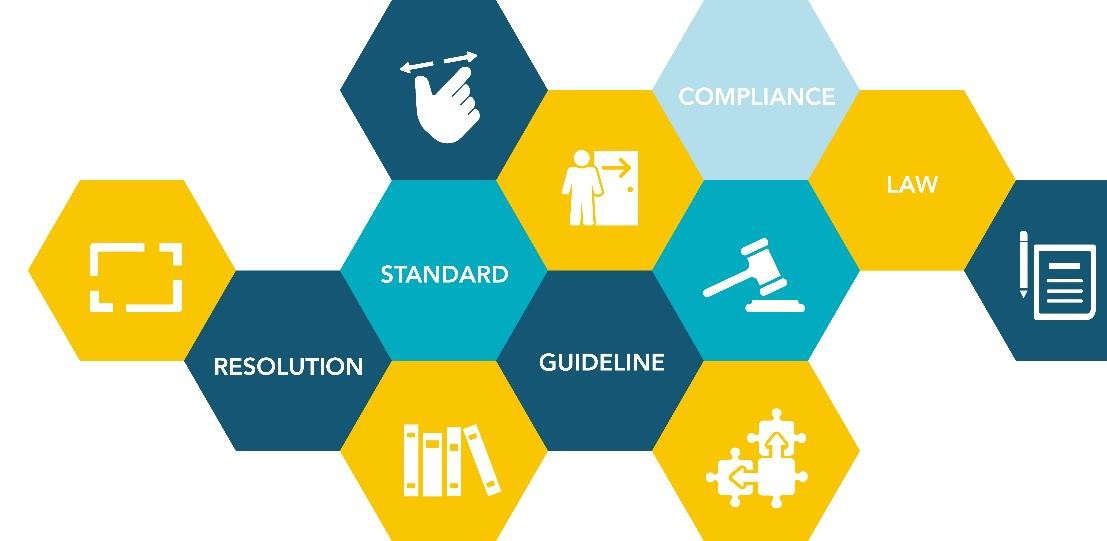 COMPLIANCE
LAW
STANDARD
RESOLUTION
GUIDELINE